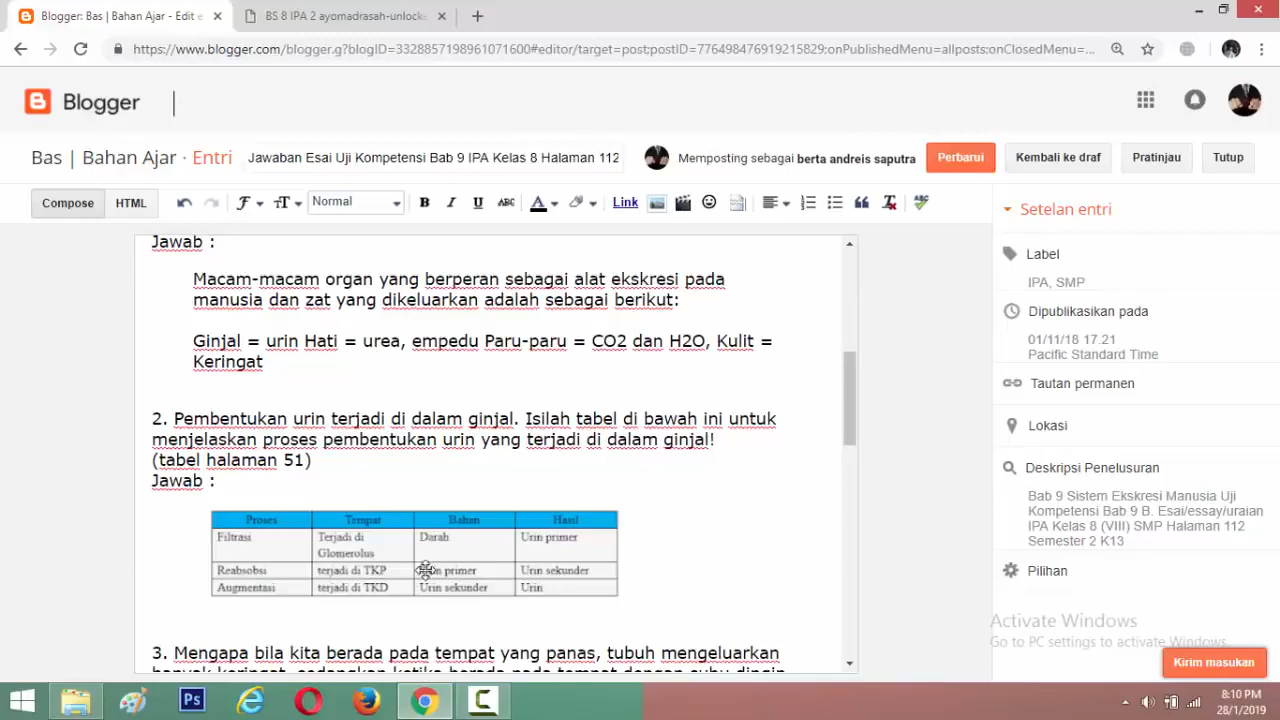 Blogger: Bas | Bahan Ajar - Edit e
BS 8 IPA 2 ayomadrasah-unlocke
https://www.blogger.com/blogger.g?blogID=3328857198961071600#editor/target=post;postID=776498476919215829;onPublishedMenu=allposts;onClosedMenu=...
Blogger
Bas | Bahan Ajar · Entri
Jawaban Esai Uji Kompetensi Bab 9 IPA Kelas 8 Halaman 112
Memposting sebagai berta andreis saputra
Perbarui
Kembali ke draf
Pratinjau
Tutup
Compose
HTML
Normal
B I U ABC
A
Link
Setelan entri
Label
IPA, SMP
Dipublikasikan pada
01/11/18 17.21
Pacific Standard Time
Tautan permanen
Lokasi
Deskripsi Penelusuran
Bab 9 Sistem Ekskresi Manusia Uji
Kompetensi Bab 9 B. Esai/essay/uraian
IPA Kelas 8 (VIII) SMP Halaman 112
Semester 2 K13
Pilihan
Jawab :
Macam-macam organ yang berperan sebagai alat ekskresi pada
manusia dan zat yang dikeluarkan adalah sebagai berikut:
Ginjal = urin Hati = urea, empedu Paru-paru = CO2 dan H2O, Kulit =
Keringat
2. Pembentukan urin terjadi di dalam ginjal. Isilah tabel di bawah ini untuk
menjelaskan proses pembentukan urin yang terjadi di dalam ginjal!
(tabel halaman 51)
Jawab :
Proses Tempat Bahan Hasil
Filtrasi Terjadi di Darah Urin primer
Glomerolus
Reabsobsi terjadi di TKP primer Urin sekunder
Augmentasi terjadi di TKD Urin sekunder Urin
3. Mengapa bila kita berada pada tempat yang panas, tubuh mengeluarkan
Activate Windows
Go to PC settings to activate Windows.
Kirim masukan
Ps
8:10 PM
28/1/2019